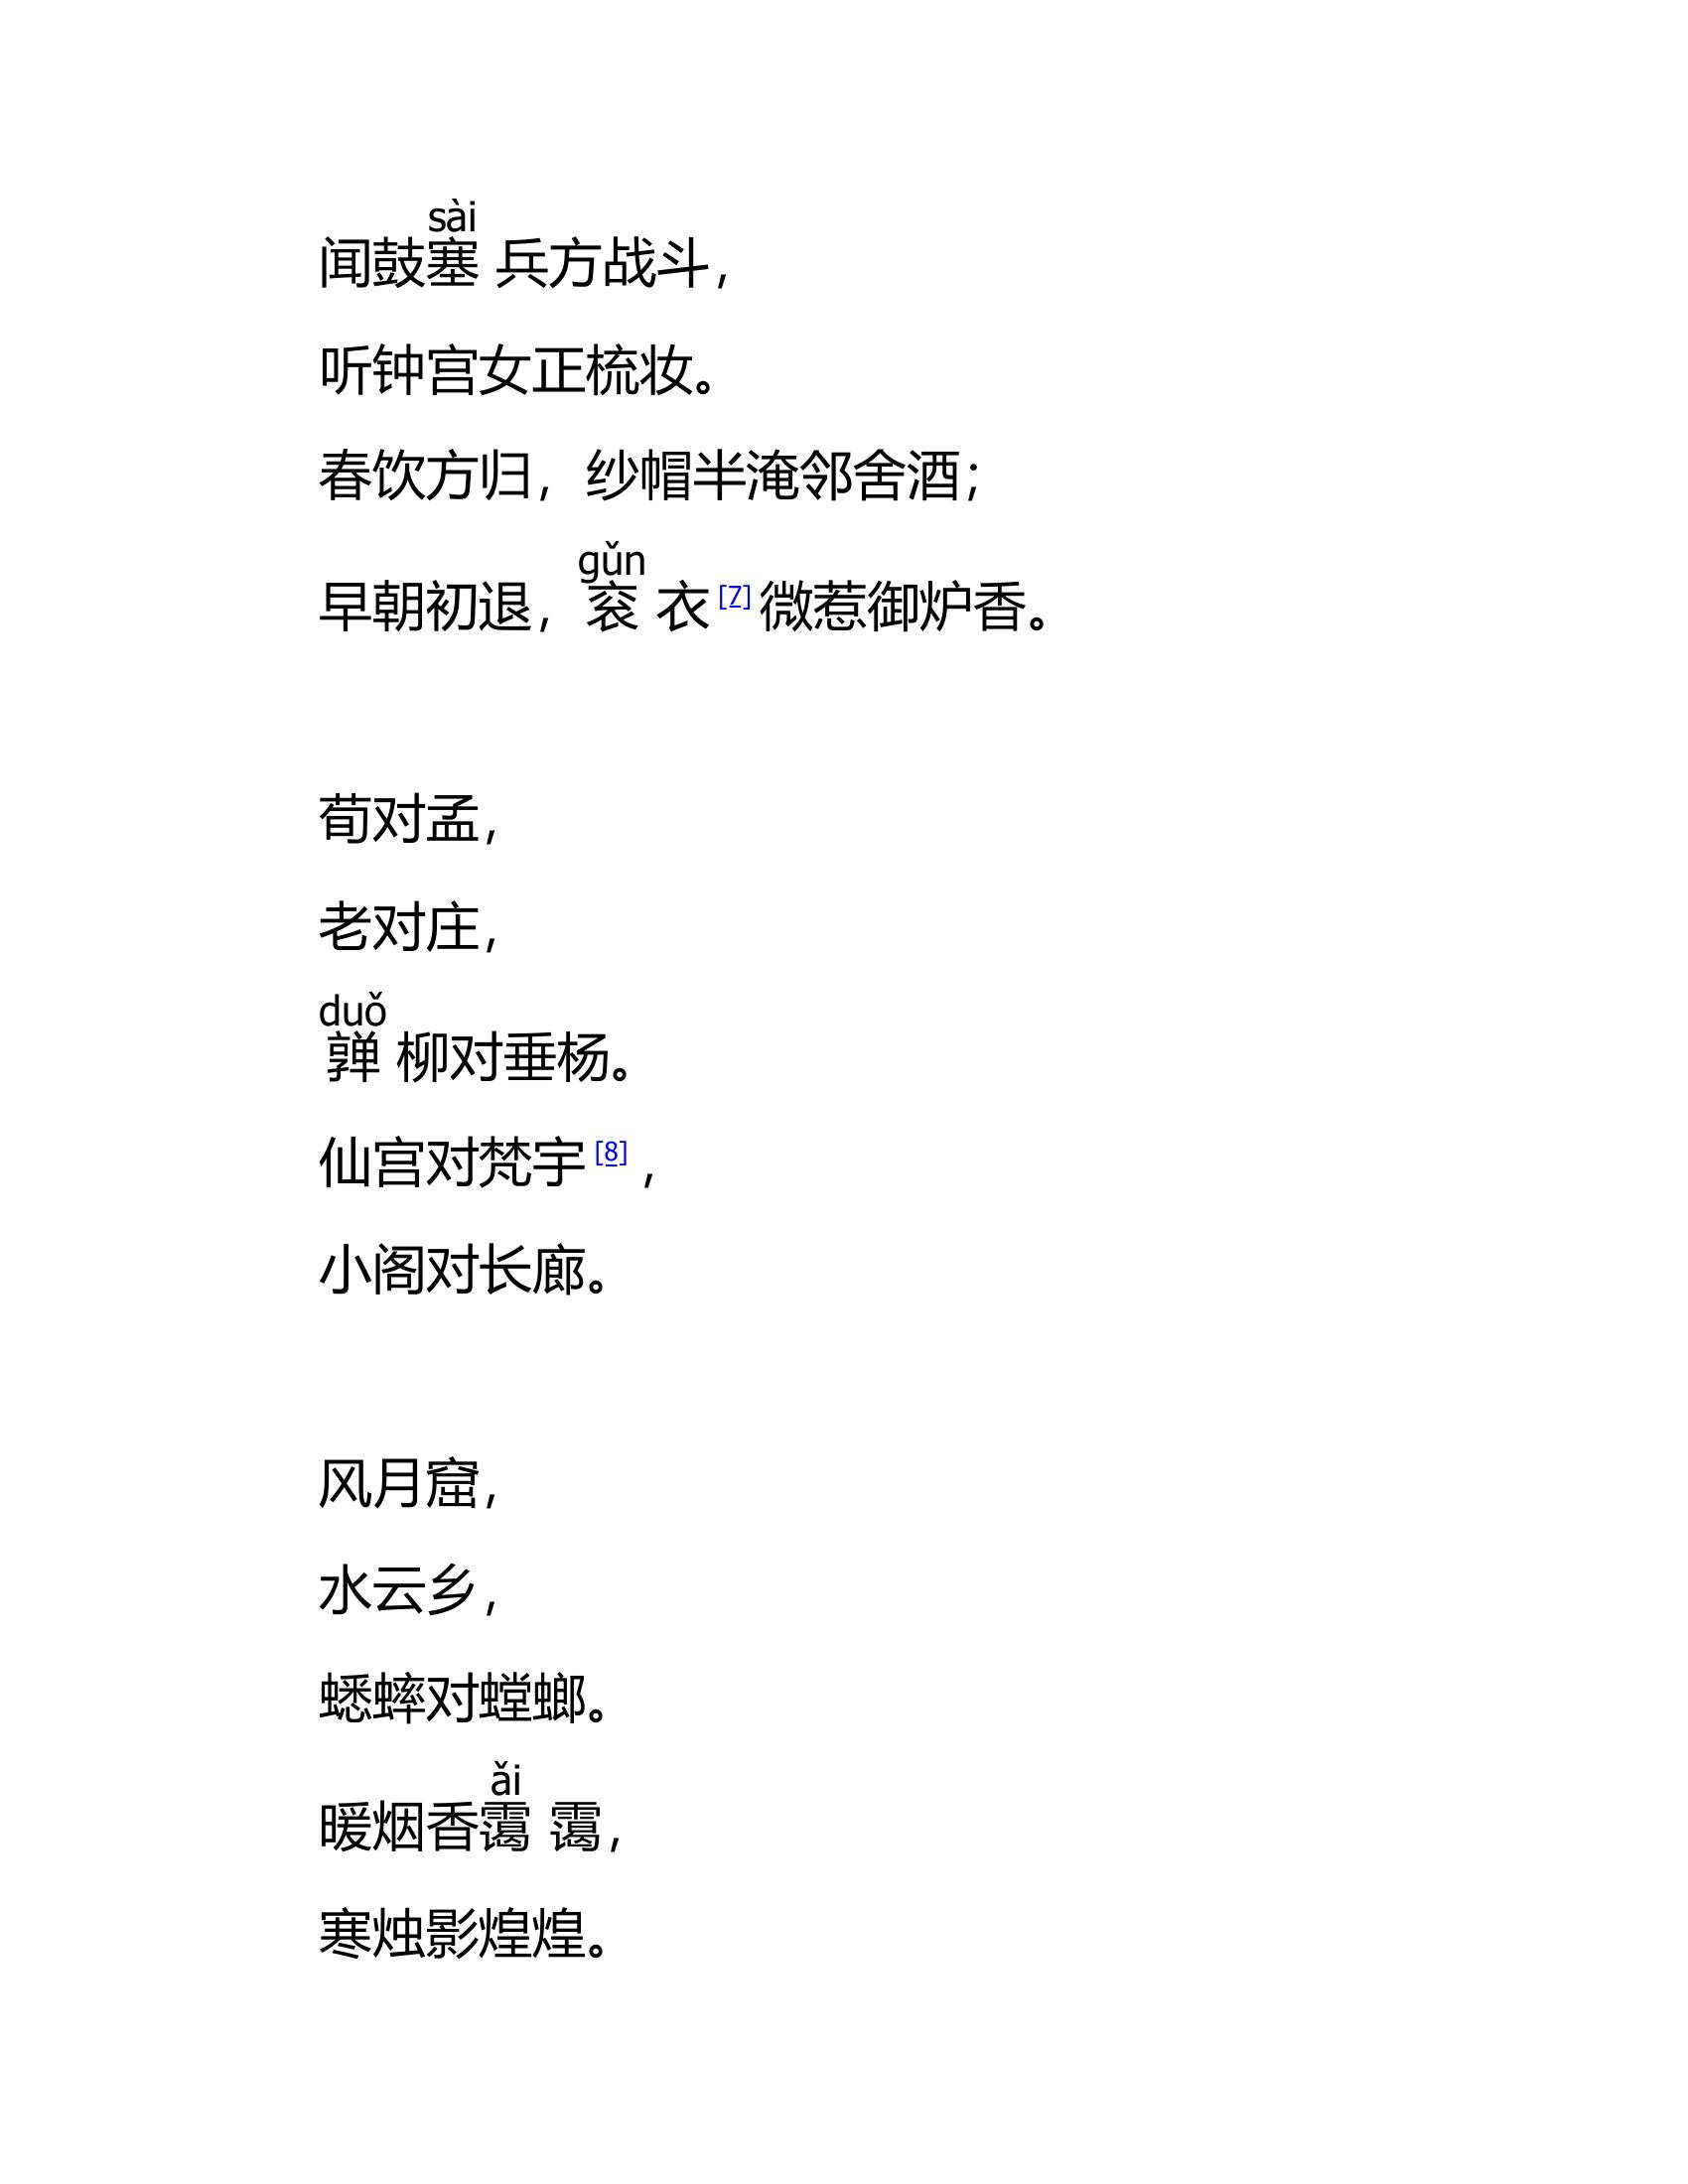 sài
闻鼓塞 兵方战斗，
听钟宫女正梳妆。
春饮方归，纱帽半淹邻舍酒；
gǔn
早朝初退，衮 衣[7]微惹御炉香。
荀对孟，
老对庄，
duǒ
亸 柳对垂杨。
仙宫对梵宇[8]，
小阁对长廊。
风月窟，
水云乡，
蟋蟀对螳螂。
ǎi
暖烟香霭 霭，
寒烛影煌煌。